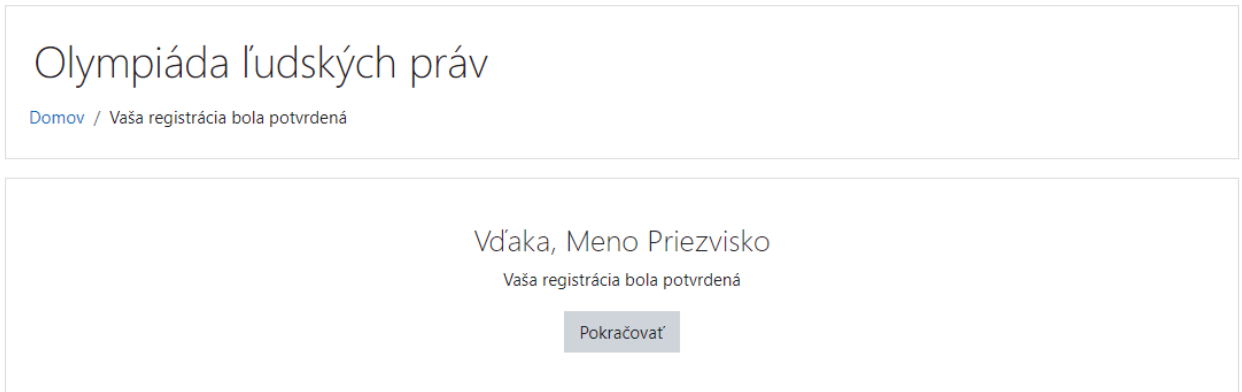 Olympiáda ľudských práv
Domov / Vaša registrácia bola potvrdená
Vďaka, Meno Priezvisko
Vaša registrácia bola potvrdená
Pokračovať